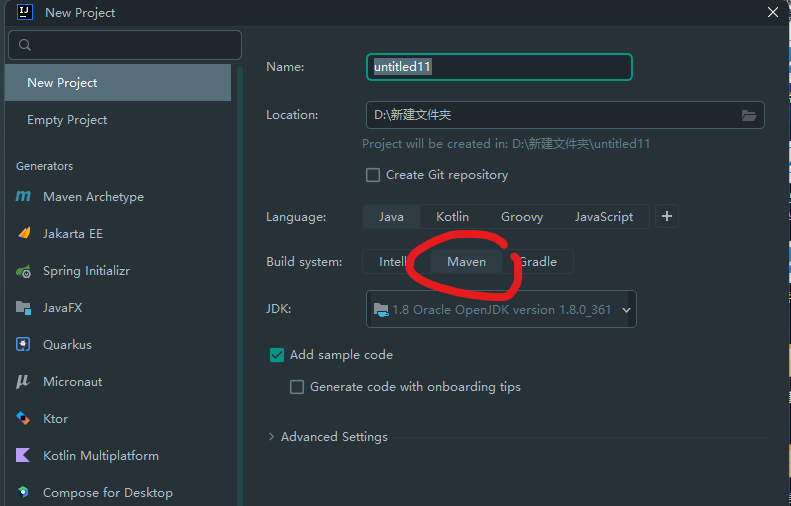 New Project
New Project
Empty Project
Generators
Maven Archetype
Jakarta EE
Spring Initializr
JavaFX
Quarkus
Micronaut
Ktor
Kotlin Multiplatform
Compose for Desktop
Name: untitled11
Location: D:\新建文件夹
Project will be created in: D:\新建文件夹\untitled11
Create Git repository
Language: Java Kotlin Groovy JavaScript +
Build system: Maven Gradle
JDK: 1.8 Oracle OpenJDK version 1.8.0_361
Add sample code
Generate code with onboarding tips
Advanced Settings